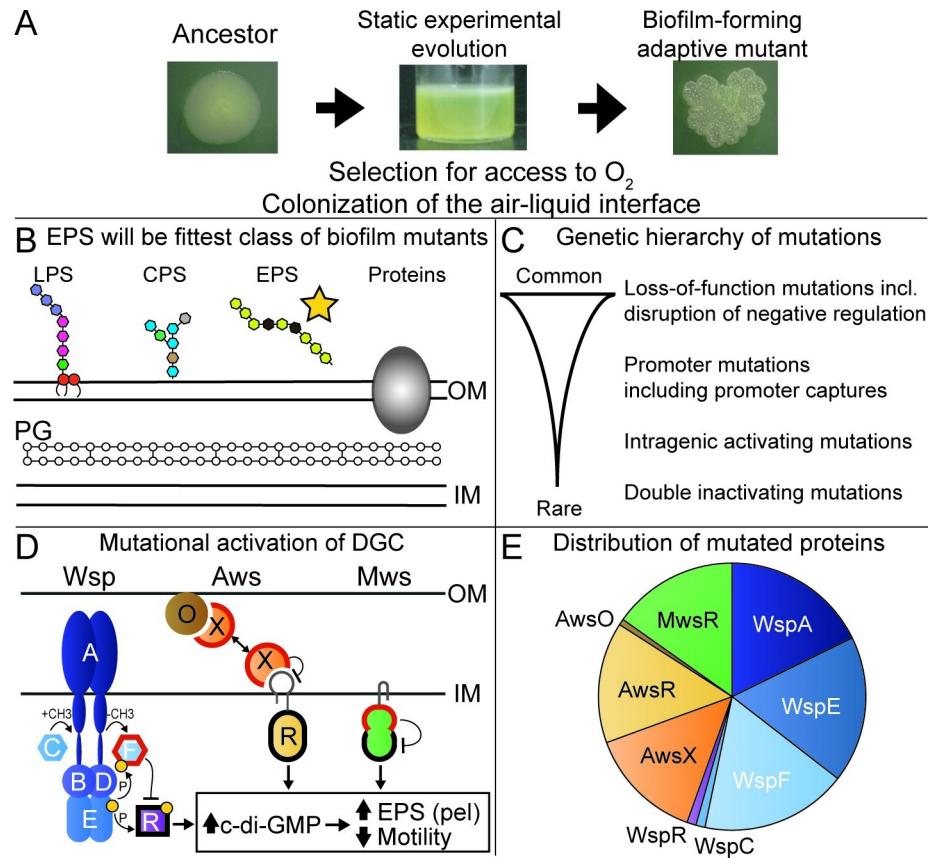 A
Ancestor
Static experimental
evolution
Biofilm-forming
adaptive mutant
Selection for access to O2
Colonization of the air-liquid interface
B EPS will be fittest class of biofilm mutants
LPS CPS EPS Proteins
OM
PG
IM
C Genetic hierarchy of mutations
Common
Loss-of-function mutations incl.
disruption of negative regulation
Promoter mutations
including promoter captures
Intragenic activating mutations
Double inactivating mutations
Rare
D Mutational activation of DGC
Wsp Aws Mws
OM
O
X
A
X
IM
+CH3 -CH3
C F
R
B D
P
E
P
R
c-di-GMP
EPS (pel)
Motility
E Distribution of mutated proteins
AwsO
MwsR
WspA
AwsR
WspE
AwsX
WspF
WspR
WspC